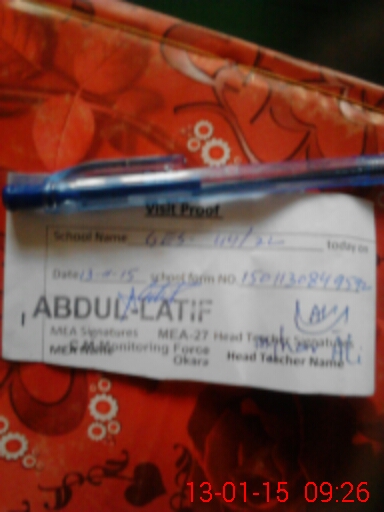 Visit Proof
School Name GES 44/2L today on
Date 13-1-15 school form NO. 15011308495
ABDUL-LATIF
MEA Signatures MEA-27 Head Teacher Signature
MEA Name C.M Monitoring Force Head Teacher Name
Okara
Ali
13-01-15 09:26